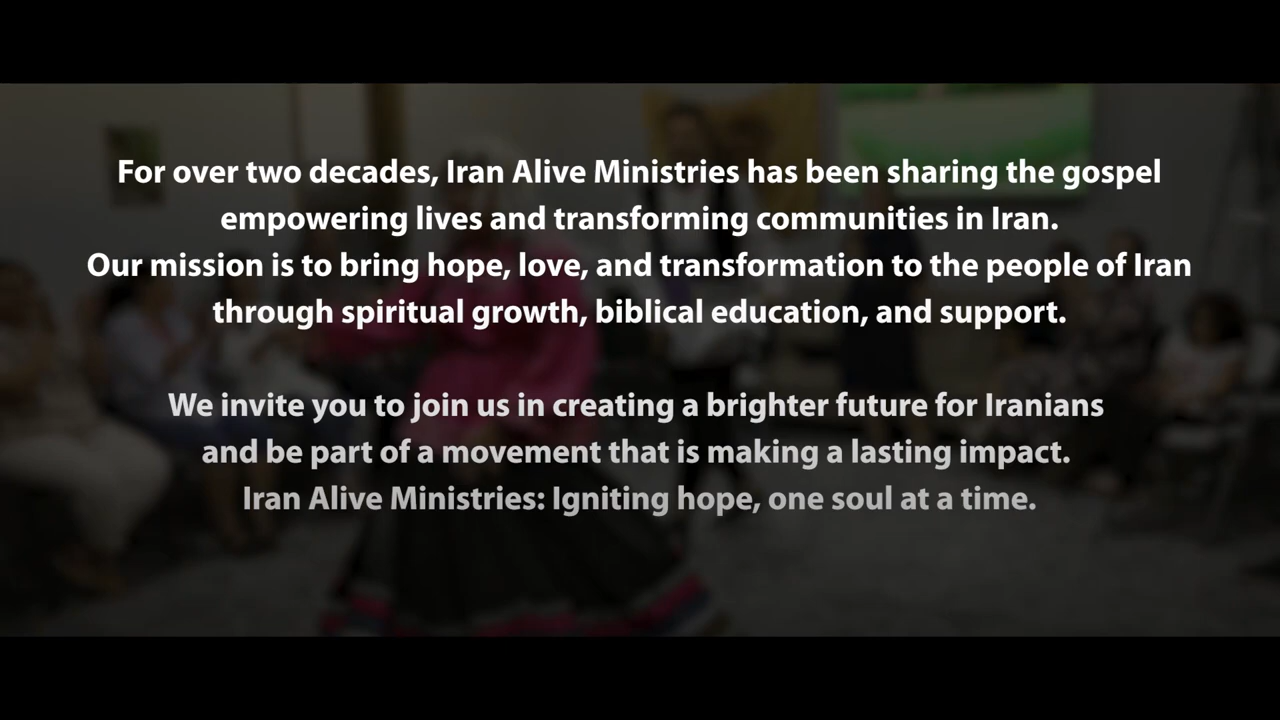 For over two decades, Iran Alive Ministries has been sharing the gospel
empowering lives and transforming communities in Iran.
Our mission is to bring hope, love, and transformation to the people of Iran
through spiritual growth, biblical education, and support.
We invite you to join us in creating a brighter future for Iranians
and be part of a movement that is making a lasting impact.
Iran Alive Ministries: Igniting hope, one soul at a time.